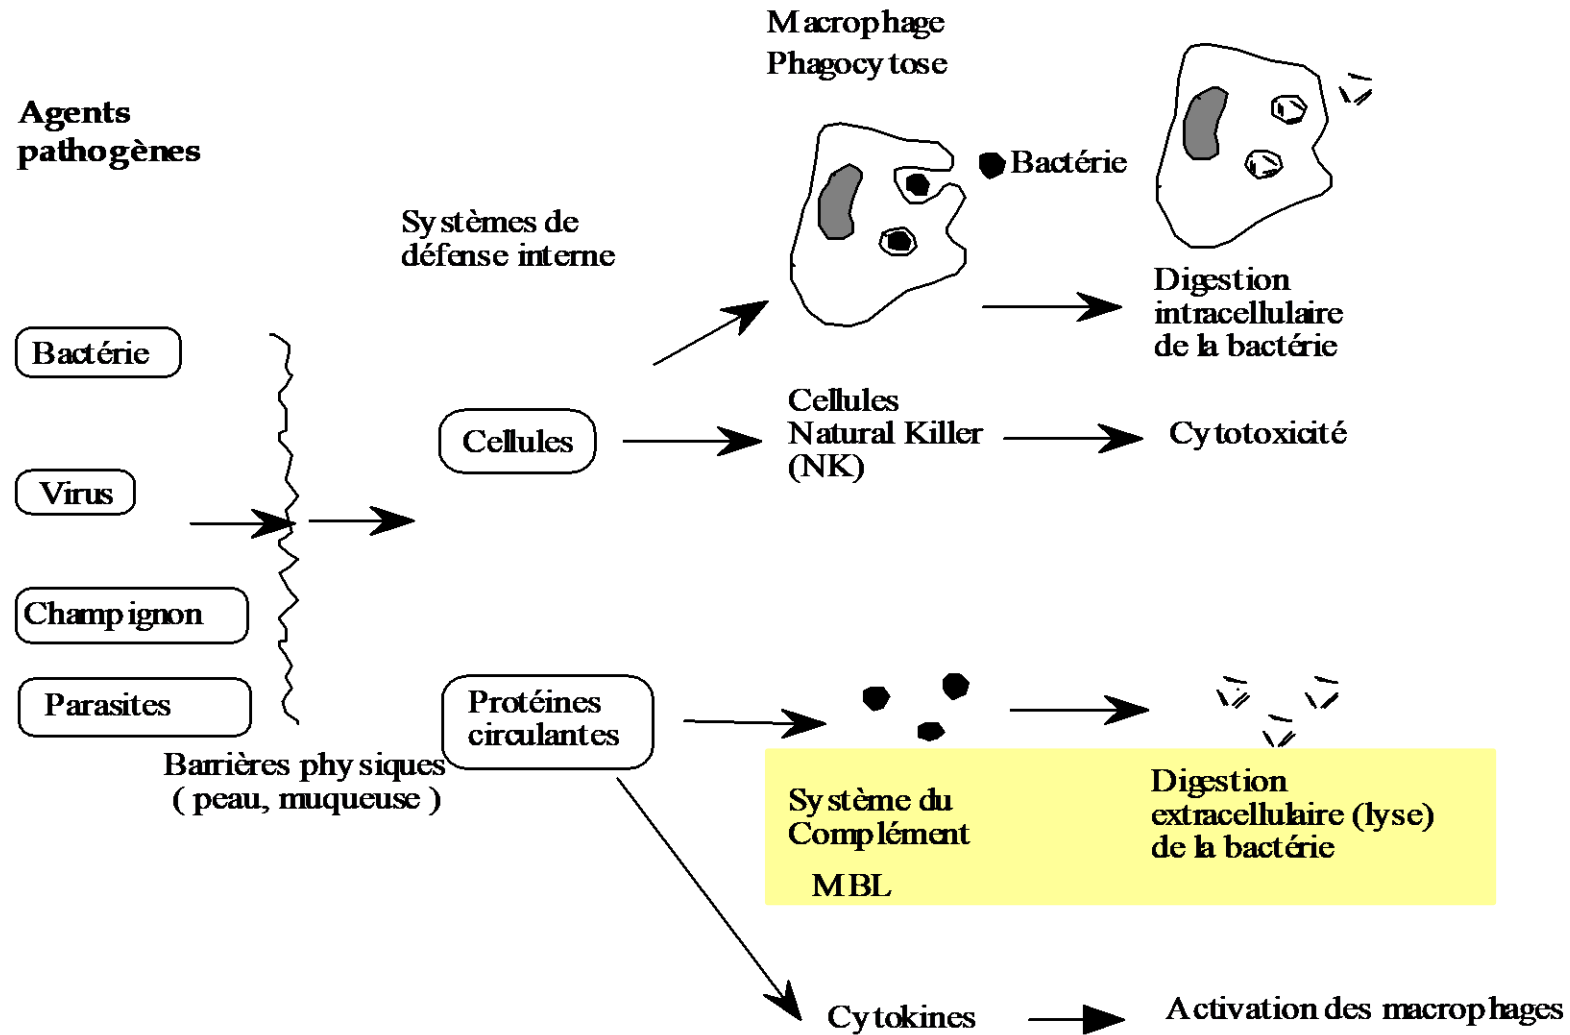 Macrophage
Phagocytose
Agents
pathogènes
Bactérie
Systèmes de
défense interne
Digestion
intracellulaire
de la bactérie
Bactérie
Cellules
Cellules
Natural Killer
(NK)
Cytotoxicité
Virus
Champignon
Parasites
Protéines
circulantes
Barrières physiques
( peau, muqueuse )
Système du
Complément
MBL
Digestion
extracellulaire (lyse)
de la bactérie
Cytokines
Activation des macrophages